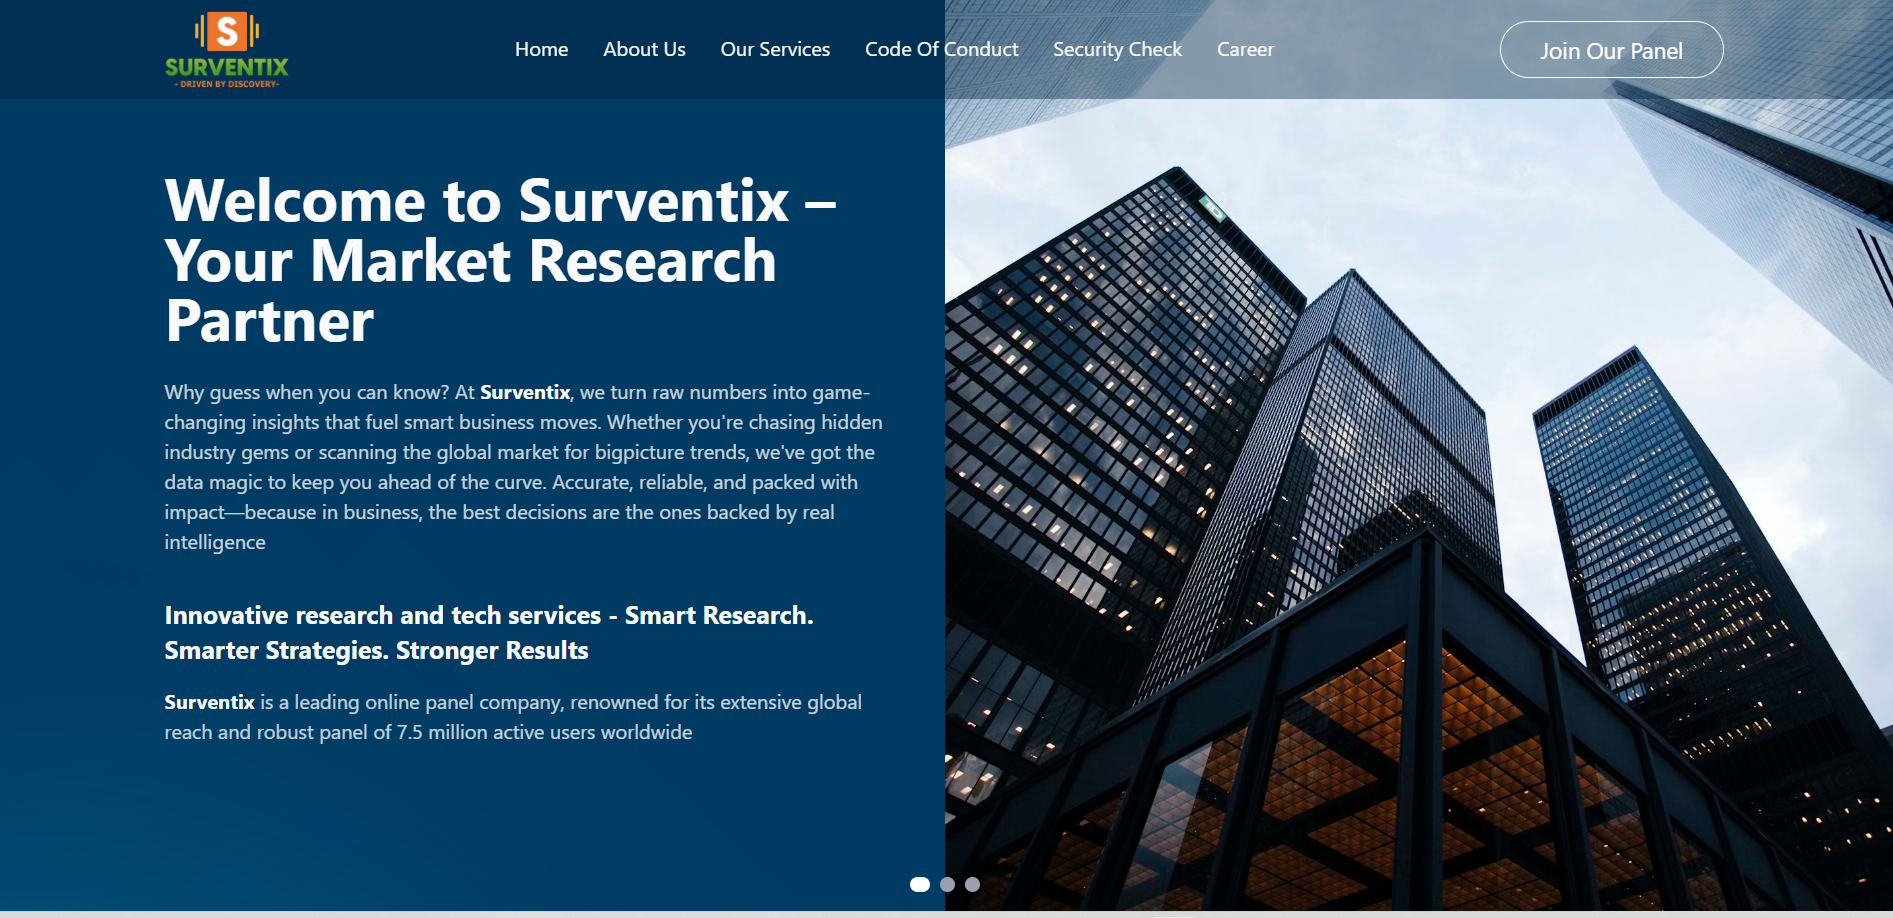 S
SURVENTIX
- DRIVEN BY DISCOVERY-
Home About Us Our Services Code Of Conduct Security Check Career
Join Our Panel
Welcome to Surventix –
Your Market Research
Partner
Why guess when you can know? At Surventix, we turn raw numbers into game-
changing insights that fuel smart business moves. Whether you're chasing hidden
industry gems or scanning the global market for bigpicture trends, we've got the
data magic to keep you ahead of the curve. Accurate, reliable, and packed with
impact—because in business, the best decisions are the ones backed by real
intelligence
Innovative research and tech services - Smart Research.
Smarter Strategies. Stronger Results
Surventix is a leading online panel company, renowned for its extensive global
reach and robust panel of 7.5 million active users worldwide